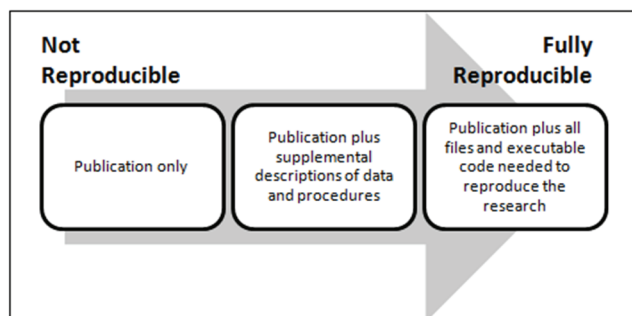 Not
Reproducible
Fully
Reproducible
Publication only
Publication plus
supplemental
descriptions of data
and procedures
Publication plus all
files and executable
code needed to
reproduce the
research